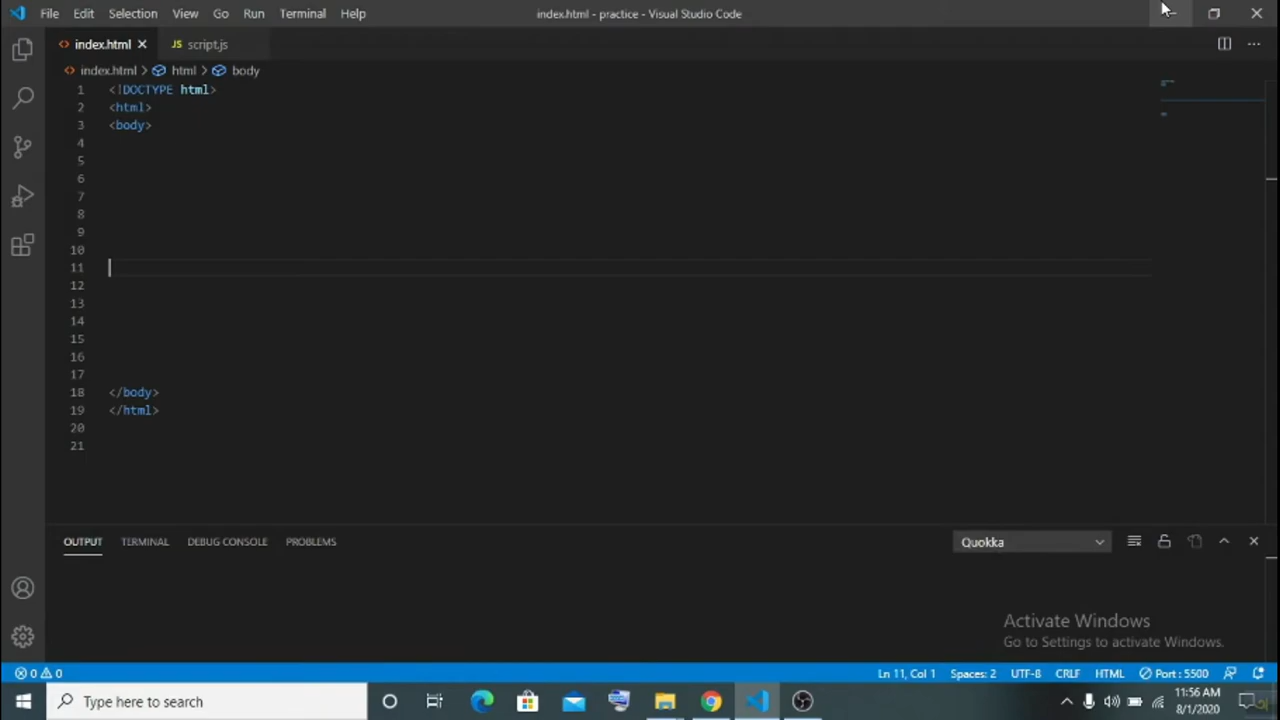 File Edit Selection View Go Run Terminal Help index.html - practice - Visual Studio Code
index.html JS script.js
index.html html body
1 <!DOCTYPE html>
2 <html>
3 <body>
4
5
6
7
8
9
10
11
12
13
14
15
16
17
18 </body>
19 </html>
20
21
OUTPUT TERMINAL DEBUG CONSOLE PROBLEMS Quokka
Activate Windows
Go to Settings to activate Windows.
0 0 Ln 11, Col 1 Spaces: 2 UTF-8 CRLF HTML Port : 5500
Type here to search
11:56 AM
8/1/2020